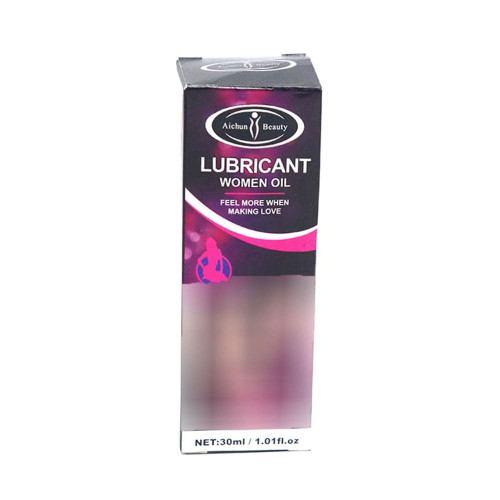 Aichun Beauty
LUBRICANT
WOMEN OIL
FEEL MORE WHEN
MAKING LOVE
NET:30ml / 1.01fl.oz